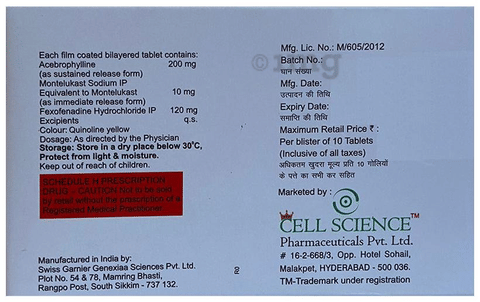 Each film coated bilayered tablet contains:
Acebrophylline 200 mg
(as sustained release form)
Montelukast Sodium IP
Equivalent to Montelukast 10 mg
(as immediate release form)
Fexofenadine Hydrochloride IP 120 mg
Excipients q.s.
Colour: Quinoline yellow
Dosage: As directed by the Physician
Storage: Store in a dry place below 30°C,
Protect from light & moisture.
Keep out of reach of children.
SCHEDULE H PRESCRIPTION
DRUG - CAUTION Not to be sold
by retail without the prescription of a
Registered Medical Practitioner.
Manufactured in India by:
Swiss Garnier Genexiaa Sciences Pvt. Ltd.
Plot No. 54 & 78, Mamring Bhasti,
Rangpo Post, South Sikkim - 737 132.
Mfg. Lic. No.: M/605/2012
Batch No.:
घान संख्या
Mfg. Date:
उत्पादन की तिथि
Expiry Date:
समाप्ति की तिथि
Maximum Retail Price ₹ :
Per blister of 10 Tablets
(Inclusive of all taxes)
अधिकतम खुदरा मूल्य प्रति 10 गोलियों
के पत्ते का सभी कर सहित
Marketed by :
CELL SCIENCE™
Pharmaceuticals Pvt. Ltd.
# 16-2-668/3, Opp. Hotel Sohail,
Malakpet, HYDERABAD - 500 036.
TM-Trademark under registration